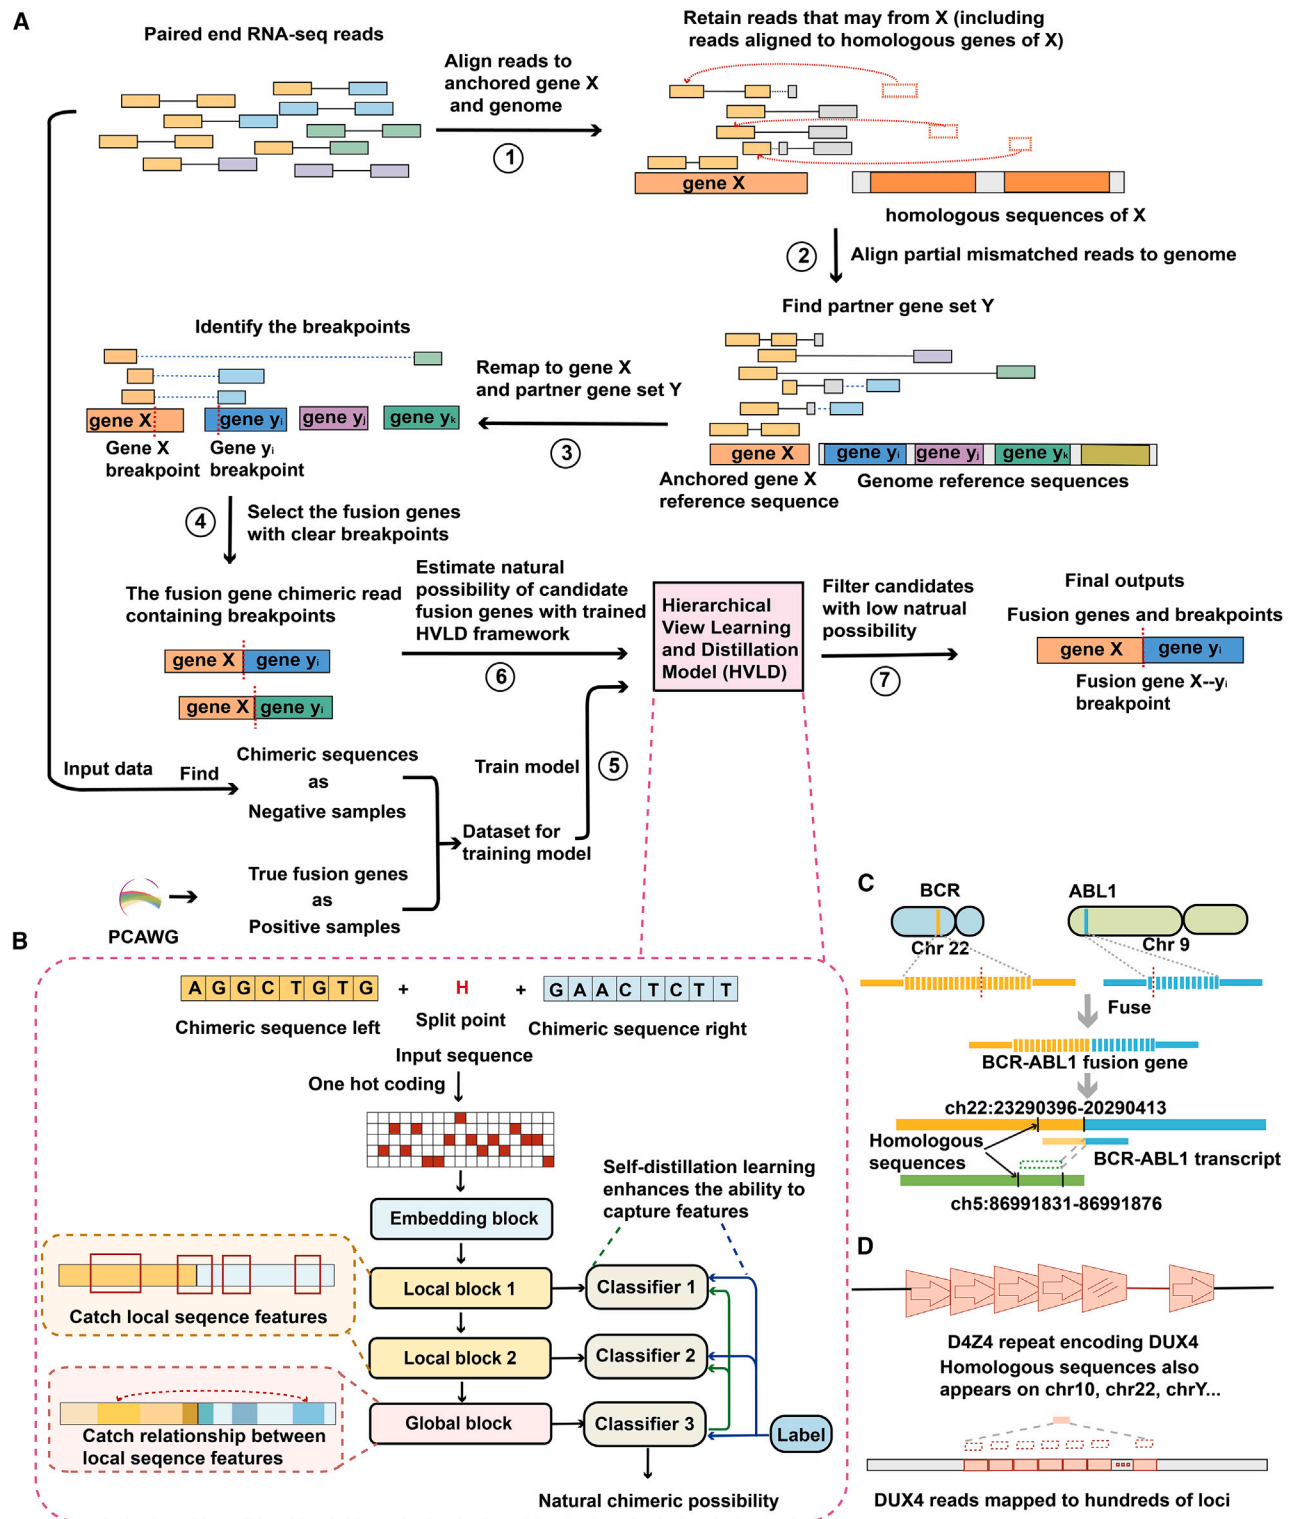 A
Paired end RNA-seq reads
Align reads to
anchored gene X
and genome
1
Retain reads that may from X (including
reads aligned to homologous genes of X)
gene X
homologous sequences of X
2
Align partial mismatched reads to genome
Find partner gene set Y
gene X
gene yi
gene yj
gene yk
Anchored gene X
reference sequence
Genome reference sequences
Remap to gene X
and partner gene set Y
3
Identify the breakpoints
gene X
gene yi
gene yj
gene yk
Gene X
breakpoint
Gene yi
breakpoint
4
Select the fusion genes
with clear breakpoints
The fusion gene chimeric read
containing breakpoints
gene X
gene yi
gene X
gene yi
Estimate natural
possibility of candidate
fusion genes with trained
HVLD framework
6
Hierarchical
View Learning
and Distillation
Model (HVLD)
Filter candidates
with low natrual
possibility
7
Final outputs
Fusion genes and breakpoints
gene X
gene yi
Fusion gene X--yi
breakpoint
Input data
Find
Chimeric sequences
as
Negative samples
Train model
5
Dataset for
training model
True fusion genes
as
Positive samples
PCAWG
B
A G G C T G T G
+
H
+
G A A C T C T T
Chimeric sequence left
Split point
Chimeric sequence right
Input sequence
One hot coding
Embedding block
Self-distillation learning
enhances the ability to
capture features
Local block 1
Classifier 1
Catch local seqence features
Local block 2
Classifier 2
Global block
Classifier 3
Label
Catch relationship between
local seqence features
Natural chimeric possibility
C
BCR
ABL1
Chr 22
Chr 9
Fuse
BCR-ABL1 fusion gene
ch22:23290396-20290413
Homologous
sequences
BCR-ABL1 transcript
ch5:86991831-86991876
D
D4Z4 repeat encoding DUX4
Homologous sequences also
appears on chr10, chr22, chrY...
DUX4 reads mapped to hundreds of loci